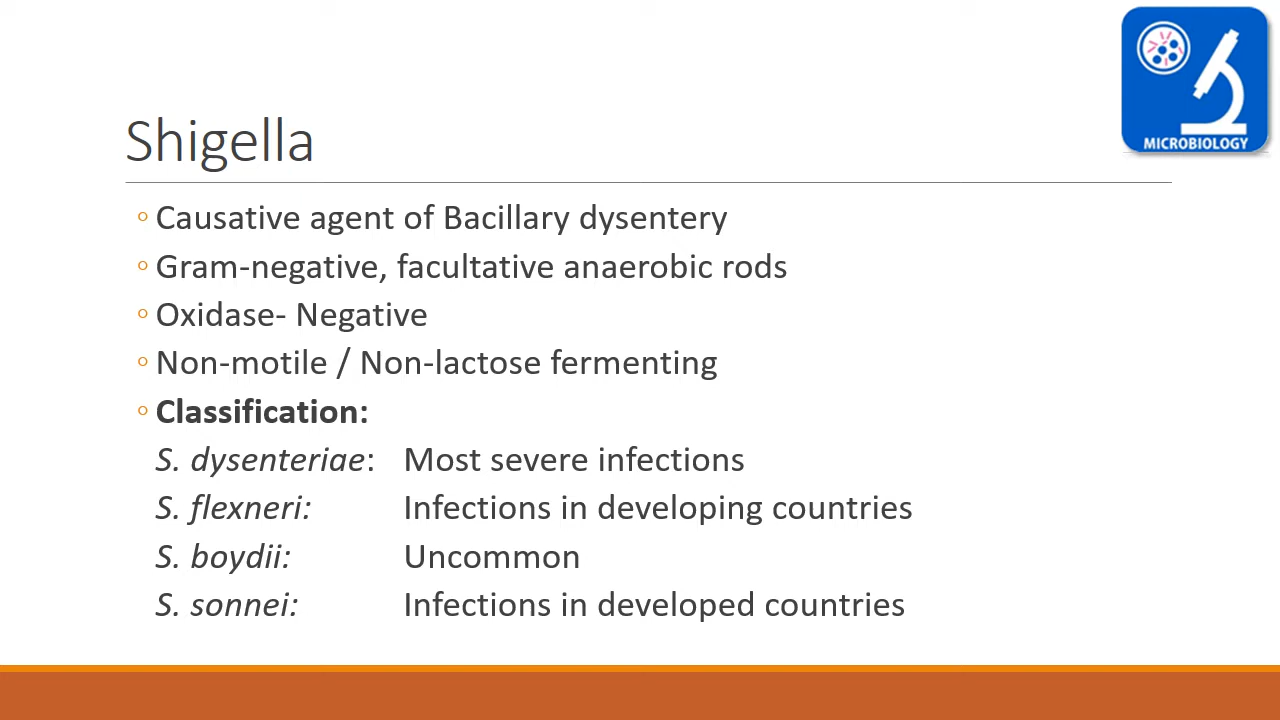 MICROBIOLOGY
Shigella
◦ Causative agent of Bacillary dysentery
◦ Gram-negative, facultative anaerobic rods
◦ Oxidase- Negative
◦ Non-motile / Non-lactose fermenting
◦ Classification:
S. dysenteriae: Most severe infections
S. flexneri: Infections in developing countries
S. boydii: Uncommon
S. sonnei: Infections in developed countries